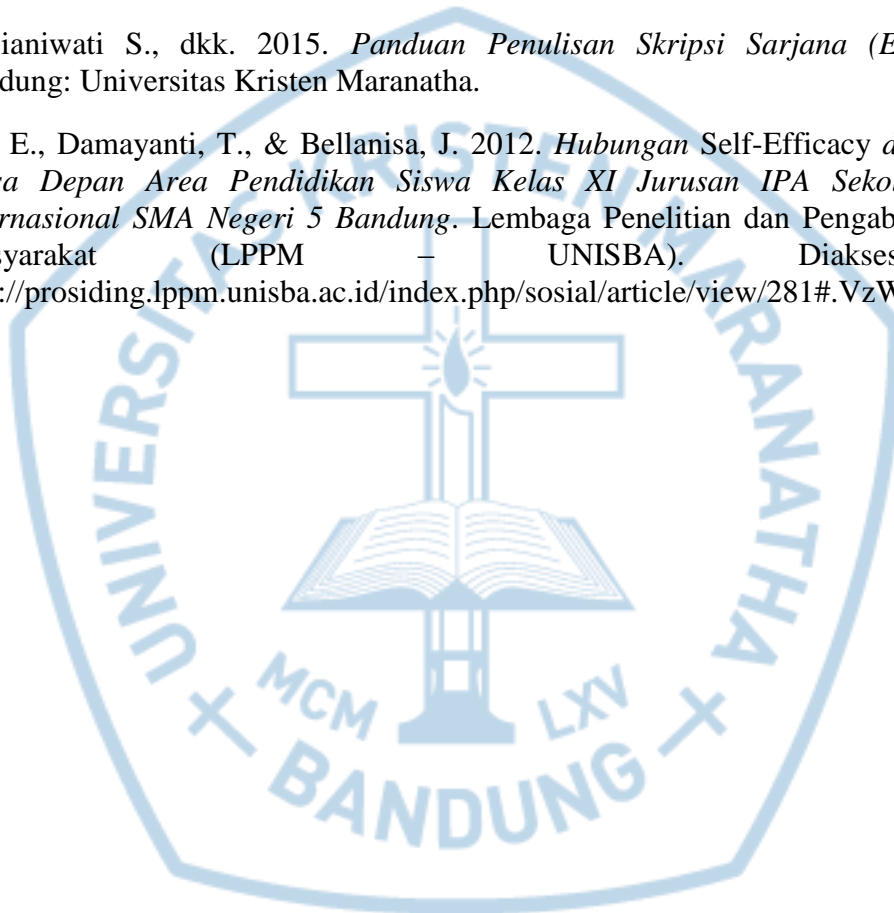 ianiwati S., dkk. 2015. Panduan Penulisan Skripsi Sarjana (E
dung: Universitas Kristen Maranatha.
E., Damayanti, T., & Bellanisa, J. 2012. Hubungan Self-Efficacy
Depan Area Pendidikan Siswa Kelas XI Jurusan IPA Sekol
rnasional SMA Negeri 5 Bandung. Lembaga Penelitian dan Pengab
syarakat (LPPM – UNISBA). Diakses
://prosiding.lppm.unisba.ac.id/index.php/sosial/article/view/281#.VzW
UNIVERSITAS KRISTEN MARANATHA
MCM LXV
BANDUNG